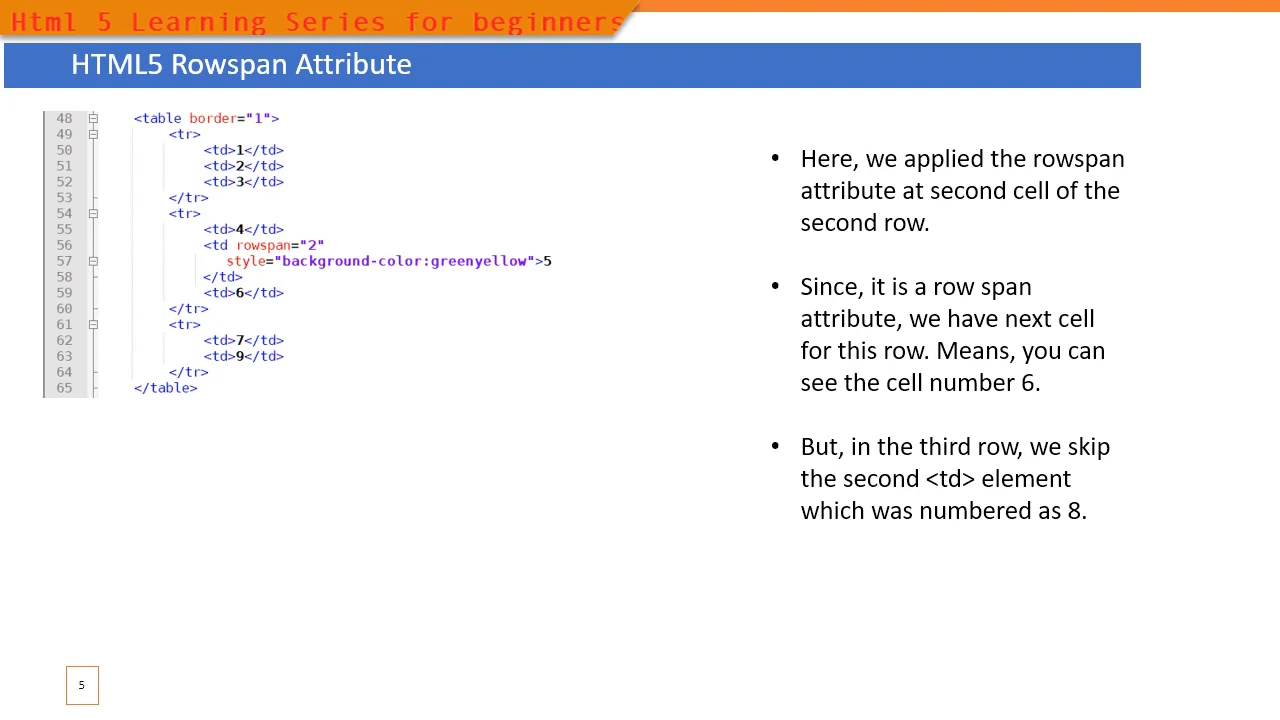 Html 5 Learning Series for beginners
HTML5 Rowspan Attribute
48 <table border="1">
49 <tr>
50 <td>1</td>
51 <td>2</td>
52 <td>3</td>
53 </tr>
54 <tr>
55 <td>4</td>
56 <td rowspan="2"
57 style="background-color:greenyellow">5
58 </td>
59 <td>6</td>
60 </tr>
61 <tr>
62 <td>7</td>
63 <td>9</td>
64 </tr>
65 </table>
• Here, we applied the rowspan
attribute at second cell of the
second row.
• Since, it is a row span
attribute, we have next cell
for this row. Means, you can
see the cell number 6.
• But, in the third row, we skip
the second <td> element
which was numbered as 8.
5